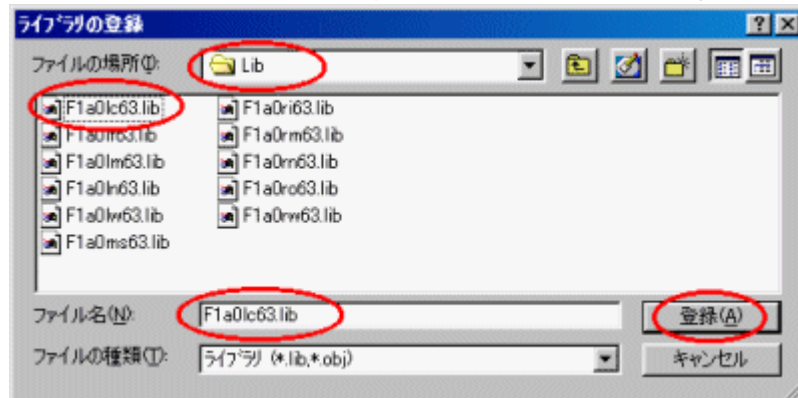 ライブラリの登録
ファイルの場所(I):
Lib
F1a0lc63.lib
F1a0lm63.lib
F1a0ln63.lib
F1a0lw63.lib
F1a0ms63.lib
F1a0ri63.lib
F1a0rm63.lib
F1a0rn63.lib
F1a0ro63.lib
F1a0rw63.lib
ファイル名(N):
F1a0lc63.lib
登録(A)
ファイルの種類(T):
ライブラリ (*.lib,*.obj)
キャンセル